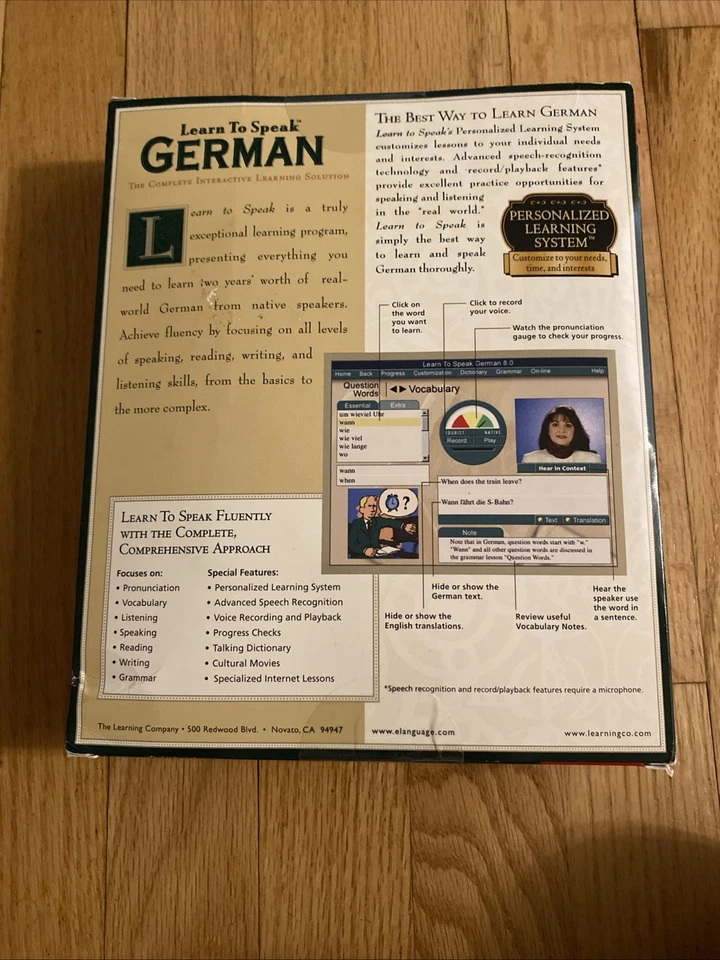 Learn To Speak™
GERMAN
THE COMPLETE INTERACTIVE LEARNING SOLUTION
Learn to Speak is a truly
exceptional learning program,
presenting everything you
need to learn two years' worth of real-
world German from native speakers.
Achieve fluency by focusing on all levels
of speaking, reading, writing, and
listening skills, from the basics to
the more complex.
THE BEST WAY TO LEARN GERMAN
Learn to Speak's Personalized Learning System
customizes lessons to your individual needs
and interests. Advanced speech-recognition
technology and record/playback features*
provide excellent practice opportunities for
speaking and listening
in the "real world."
Learn to Speak is
simply the best way
to learn and speak
German thoroughly.
PERSONALIZED
LEARNING
SYSTEM™
Customize to your needs,
time, and interests
Click on
the word
you want
to learn.
Click to record
your voice.
Watch the pronunciation
gauge to check your progress.
Learn To Speak German 8.0
Home Back Progress Customization Dictionary Grammar On-line Help
Question
Words
Vocabulary
Essential Extra
um wieviel Uhr
wann
wie
wie viel
wie lange
wo
wann
when
TOURIST NATIVE
Record Play
Hear In Context
When does the train leave?
Wann fährt die S-Bahn?
Text Translation
?
Note
Note that in German, question words start with "w."
"Wann" and all other question words are discussed in
the grammar lesson "Question Words."
Hide or show the
German text.
Hide or show the
English translations.
Review useful
Vocabulary Notes.
Hear the
speaker use
the word in
a sentence.
LEARN TO SPEAK FLUENTLY
WITH THE COMPLETE,
COMPREHENSIVE APPROACH
Focuses on:
• Pronunciation
• Vocabulary
• Listening
• Speaking
• Reading
• Writing
• Grammar
Special Features:
• Personalized Learning System
• Advanced Speech Recognition
• Voice Recording and Playback
• Progress Checks
• Talking Dictionary
• Cultural Movies
• Specialized Internet Lessons
*Speech recognition and record/playback features require a microphone.
The Learning Company • 500 Redwood Blvd. • Novato, CA 94947
www.elanguage.com
www.learningco.com